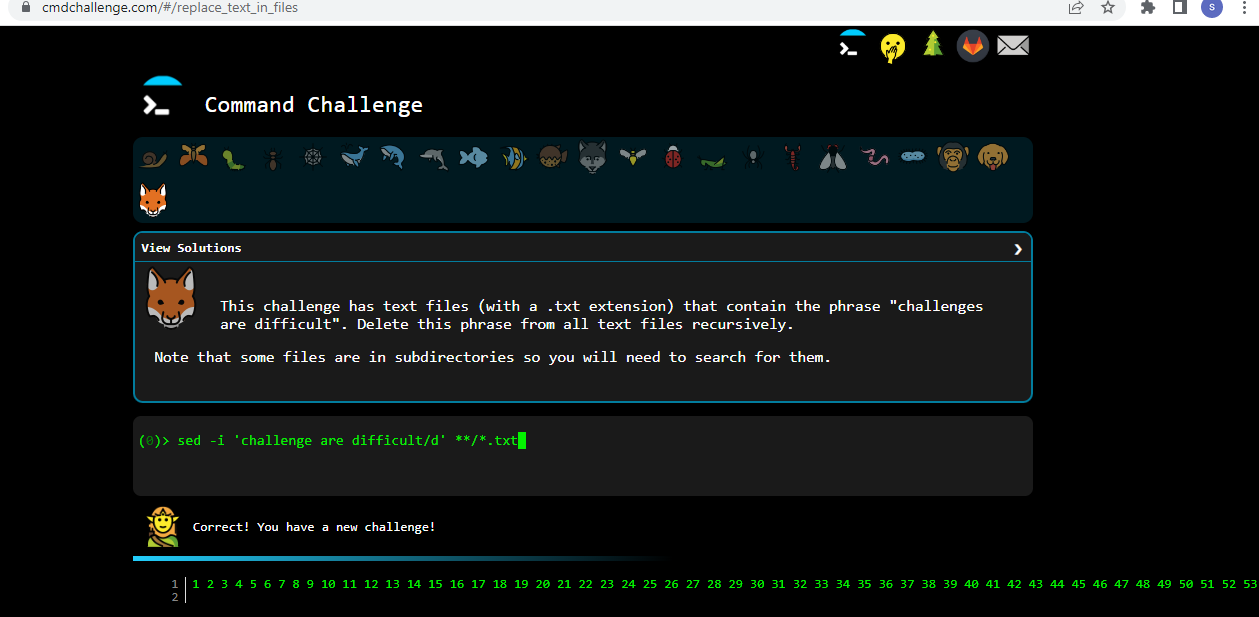 cmdchallenge.com/#/replace_text_in_files
S
>_
>_ Command Challenge
View Solutions
This challenge has text files (with a .txt extension) that contain the phrase "challenges
are difficult". Delete this phrase from all text files recursively.
Note that some files are in subdirectories so you will need to search for them.
(0)> sed -i 'challenge are difficult/d' **/*.txt
Correct! You have a new challenge!
1 1 2 3 4 5 6 7 8 9 10 11 12 13 14 15 16 17 18 19 20 21 22 23 24 25 26 27 28 29 30 31 32 33 34 35 36 37 38 39 40 41 42 43 44 45 46 47 48 49 50 51 52 53
2